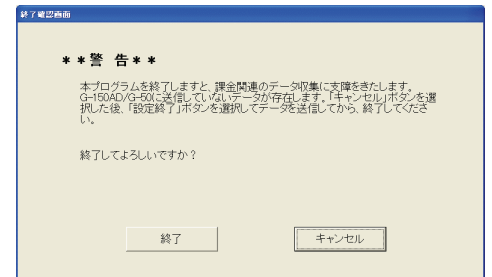 終了確認画面
＊＊警 告＊＊
本プログラムを終了しますと、課金関連のデータ収集に支障をきたします。
G-150AD/G-50に送信していないデータが存在します。「キャンセル」ボタンを選
択した後、「設定終了」ボタンを選択してデータを送信してから、終了してくださ
い。
終了してよろしいですか？
終了
キャンセル